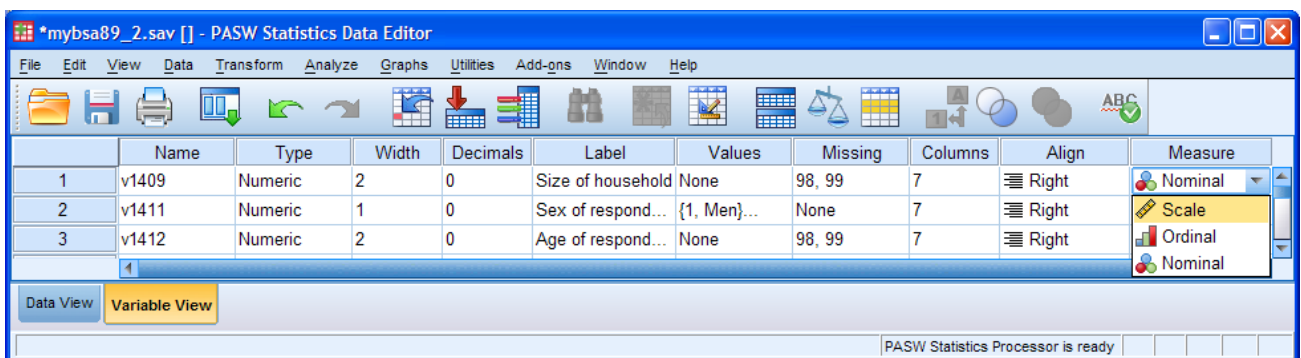 *mybsa89_2.sav [] - PASW Statistics Data Editor
File Edit View Data Transform Analyze Graphs Utilities Add-ons Window Help
A
1
ABC
Name Type Width Decimals Label Values Missing Columns Align Measure
1 v1409 Numeric 2 0 Size of household None 98, 99 7 Right Nominal
2 v1411 Numeric 1 0 Sex of respond... {1, Men}... None 7 Right Scale
3 v1412 Numeric 2 0 Age of respond... None 98, 99 7 Right Ordinal
Nominal
Data View Variable View
PASW Statistics Processor is ready